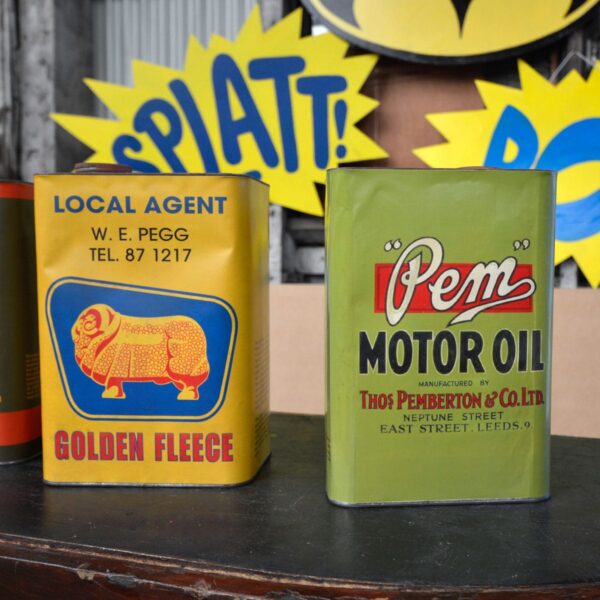 SPLATT!
PO
LOCAL AGENT
W. E. PEGG
TEL. 87 1217
GOLDEN FLEECE
"Pem"
MOTOR OIL
MANUFACTURED BY
THOS PEMBERTON & CO. LTD.
NEPTUNE STREET
EAST STREET. LEEDS. 9.